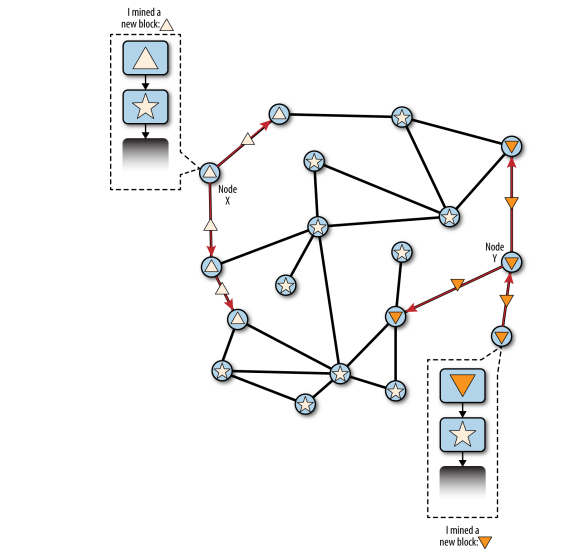 I mined a
new block:
Node
X
Node
Y
I mined a
new block: